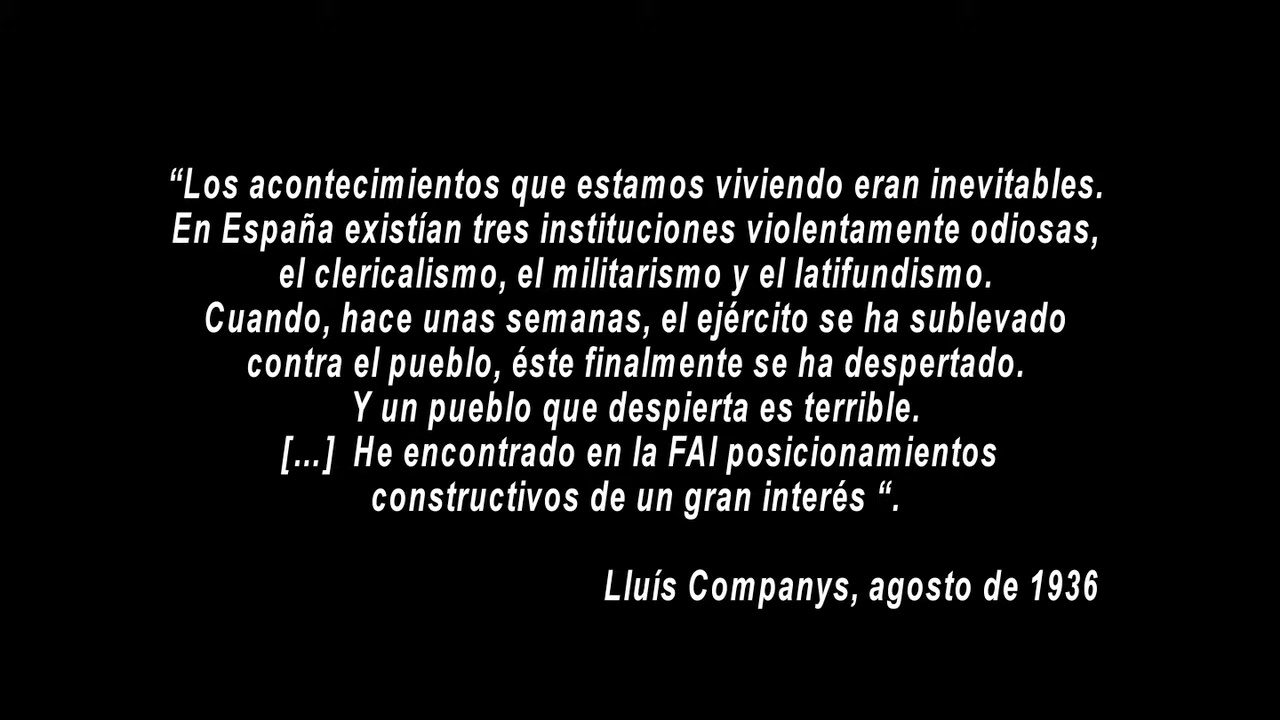 “Los acontecimientos que estamos viviendo eran inevitables.
En España existían tres instituciones violentamente odiosas,
el clericalismo, el militarismo y el latifundismo.
Cuando, hace unas semanas, el ejército se ha sublevado
contra el pueblo, éste finalmente se ha despertado.
Y un pueblo que despierta es terrible.
[...]  He encontrado en la FAI posicionamientos
constructivos de un gran interés “.
Lluís Companys, agosto de 1936